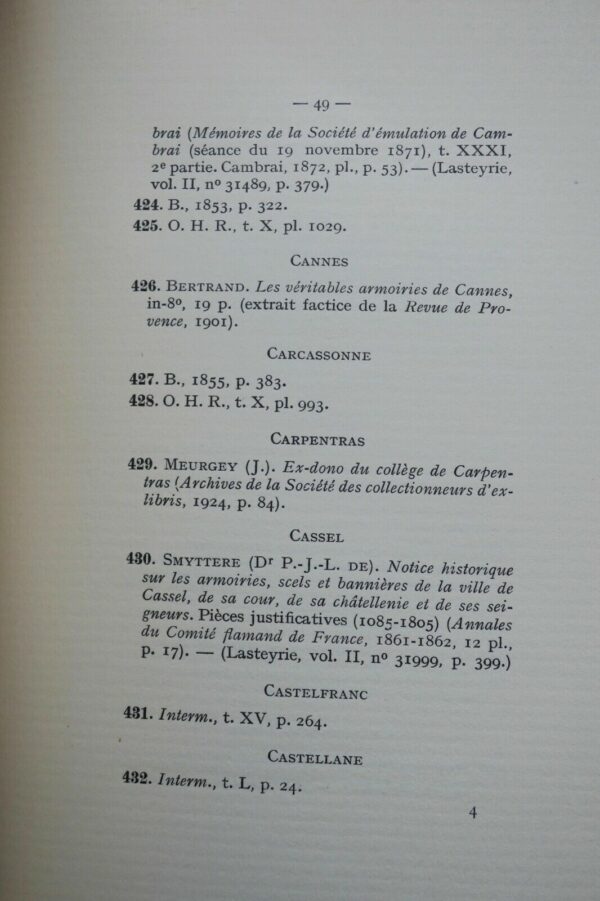 — 49 —
brai (Mémoires de la Société d'émulation de Cam-
brai (séance du 19 novembre 1871), t. XXXI,
2e partie. Cambrai, 1872, pl., p. 53). — (Lasteyrie,
vol. II, no 31489, p. 379.)
424. B., 1853, p. 322.
425. O. H. R., t. X, pl. 1029.
CANNES
426. BERTRAND. Les véritables armoiries de Cannes,
in-8o, 19 p. (extrait factice de la Revue de Pro-
vence, 1901).
CARCASSONNE
427. B., 1855, p. 383.
428. O. H. R., t. X, pl. 993.
CARPENTRAS
429. MEURGEY (J.). Ex-dono du collège de Carpen-
tras (Archives de la Société des collectionneurs d'ex-
libris, 1924, p. 84).
CASSEL
430. SMYTTERE (Dr P.-J.-L. DE). Notice historique
sur les armoiries, scels et bannières de la ville de
Cassel, de sa cour, de sa châtellenie et de ses sei-
gneurs. Pièces justificatives (1085-1805) (Annales
du Comité flamand de France, 1861-1862, 12 pl.,
p. 17). — (Lasteyrie, vol. II, no 31999, p. 399.)
CASTELFRANC
431. Interm., t. XV, p. 264.
CASTELLANE
432. Interm., t. L, p. 24.
4